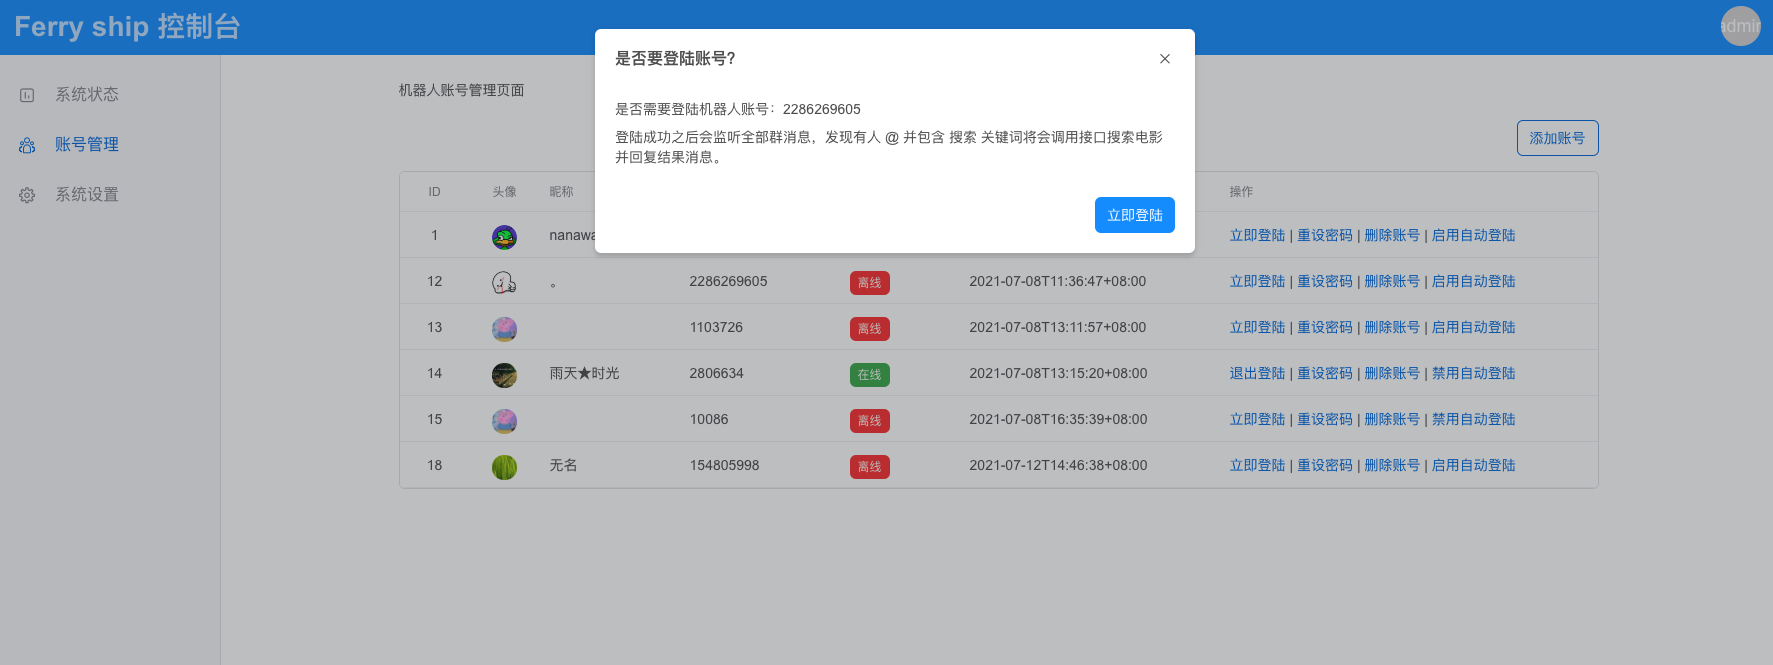 Ferry ship 控制台
admin
系统状态
账号管理
系统设置
机器人账号管理页面
添加账号
是否要登陆账号?
是否需要登陆机器人账号：2286269605
登陆成功之后会监听全部群消息，发现有人 @ 并包含 搜索 关键词将会调用接口搜索电影
并回复结果消息。
立即登陆
ID 头像 昵称 操作
1 nanawa 立即登陆 | 重设密码 | 删除账号 | 启用自动登陆
12 。 2286269605 离线 2021-07-08T11:36:47+08:00 立即登陆 | 重设密码 | 删除账号 | 启用自动登陆
13 1103726 离线 2021-07-08T13:11:57+08:00 立即登陆 | 重设密码 | 删除账号 | 启用自动登陆
14 雨天★时光 2806634 在线 2021-07-08T13:15:20+08:00 退出登陆 | 重设密码 | 删除账号 | 禁用自动登陆
15 10086 离线 2021-07-08T16:35:39+08:00 立即登陆 | 重设密码 | 删除账号 | 禁用自动登陆
18 无名 154805998 离线 2021-07-12T14:46:38+08:00 立即登陆 | 重设密码 | 删除账号 | 启用自动登陆